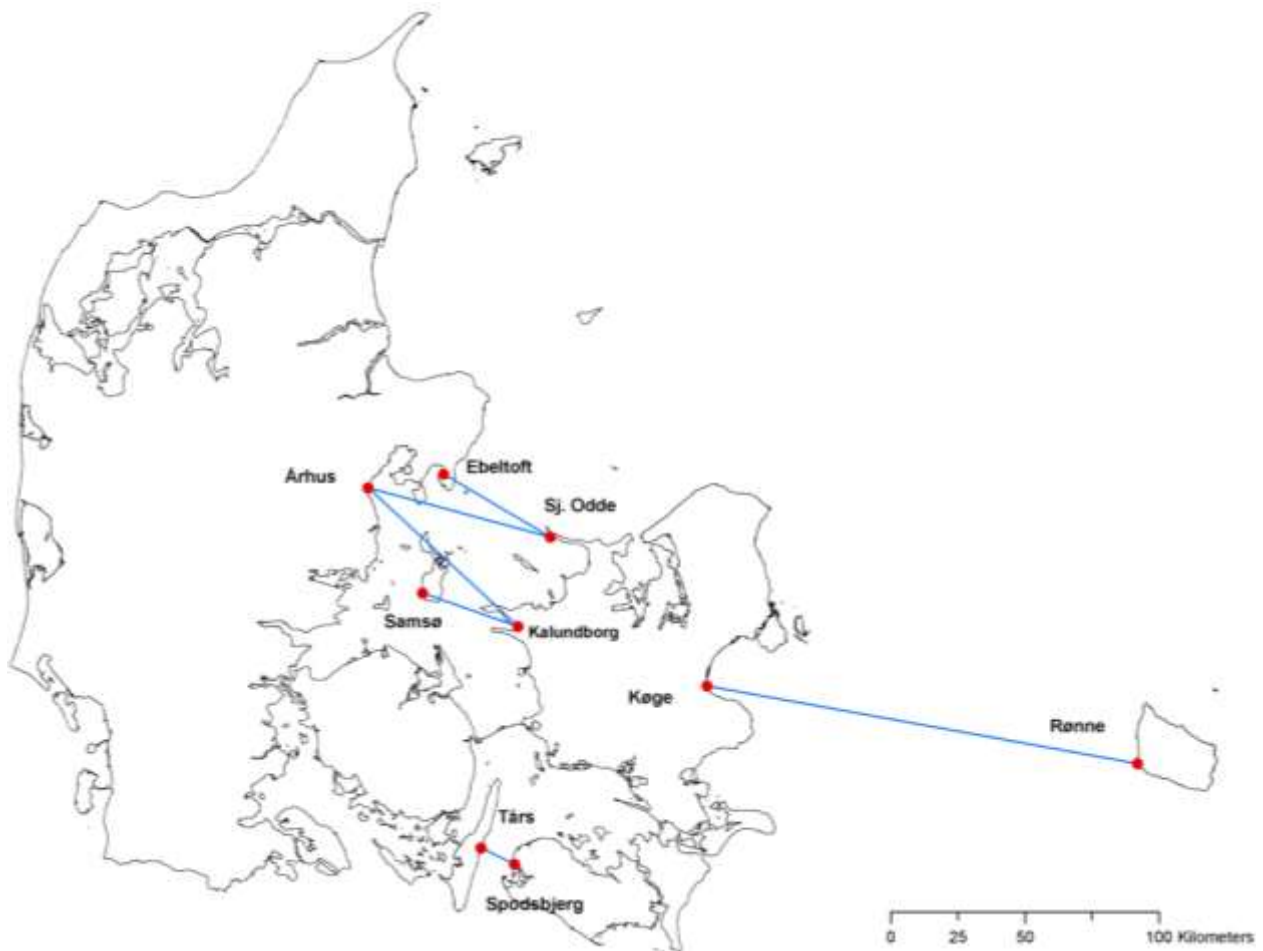 Ebeltoft
Århus
Sj. Odde
Samsø
Kalundborg
Køge
Rønne
Tårs
Spodsbjerg
0 25 50 100 Kilometers